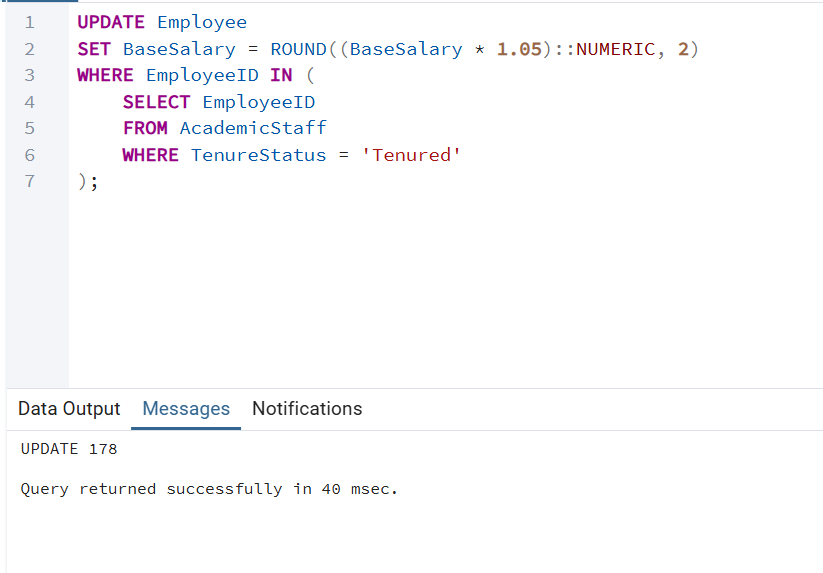 1 UPDATE Employee
2 SET BaseSalary = ROUND((BaseSalary * 1.05)::NUMERIC, 2)
3 WHERE EmployeeID IN (
4     SELECT EmployeeID
5     FROM AcademicStaff
6     WHERE TenureStatus = 'Tenured'
7 );
Data Output Messages Notifications
UPDATE 178
Query returned successfully in 40 msec.